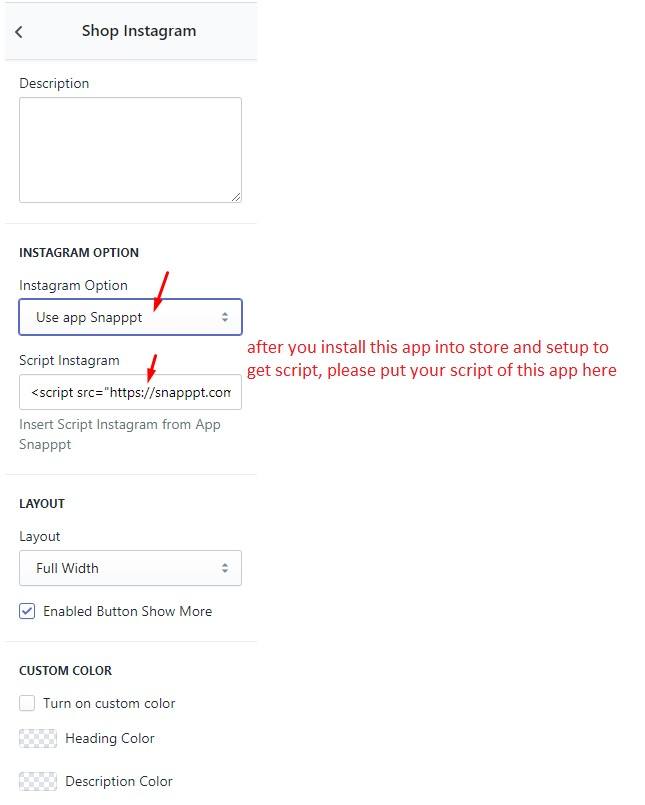 Shop Instagram
Description
INSTAGRAM OPTION
Instagram Option
Use app Snapppt
Script Instagram
after you install this app into store and setup to
get script, please put your script of this app here
<script src="https://snapppt.com
Insert Script Instagram from App
Snapppt
LAYOUT
Layout
Full Width
Enabled Button Show More
CUSTOM COLOR
Turn on custom color
Heading Color
Description Color